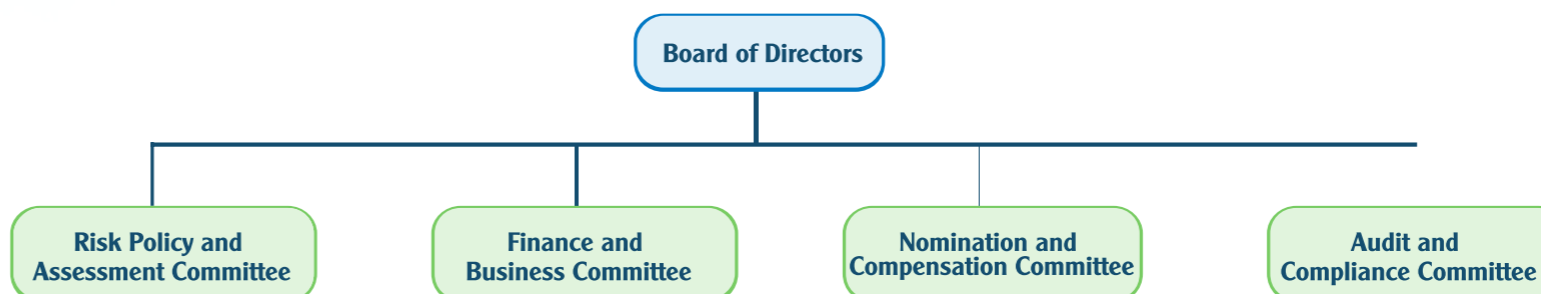 Board of Directors
Risk Policy and
Assessment Committee
Finance and
Business Committee
Nomination and
Compensation Committee
Audit and
Compliance Committee